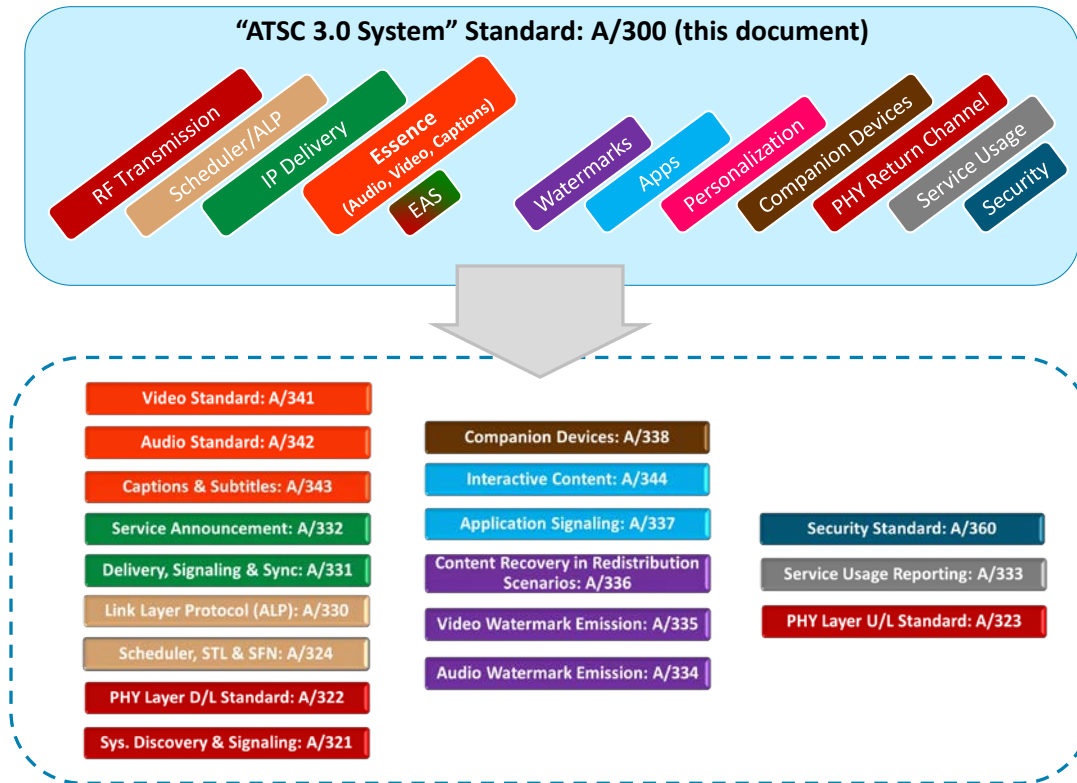 “ATSC 3.0 System” Standard: A/300 (this document)
RF Transmission
Scheduler/ALP
IP Delivery
Essence
(Audio, Video, Captions)
EAS
Watermarks
Apps
Personalization
Companion Devices
PHY Return Channel
Service Usage
Security
Video Standard: A/341
Audio Standard: A/342
Captions & Subtitles: A/343
Service Announcement: A/332
Delivery, Signaling & Sync: A/331
Link Layer Protocol (ALP): A/330
Scheduler, STL & SFN: A/324
PHY Layer D/L Standard: A/322
Sys. Discovery & Signaling: A/321
Companion Devices: A/338
Interactive Content: A/344
Application Signaling: A/337
Content Recovery in Redistribution
Scenarios: A/336
Video Watermark Emission: A/335
Audio Watermark Emission: A/334
Security Standard: A/360
Service Usage Reporting: A/333
PHY Layer U/L Standard: A/323